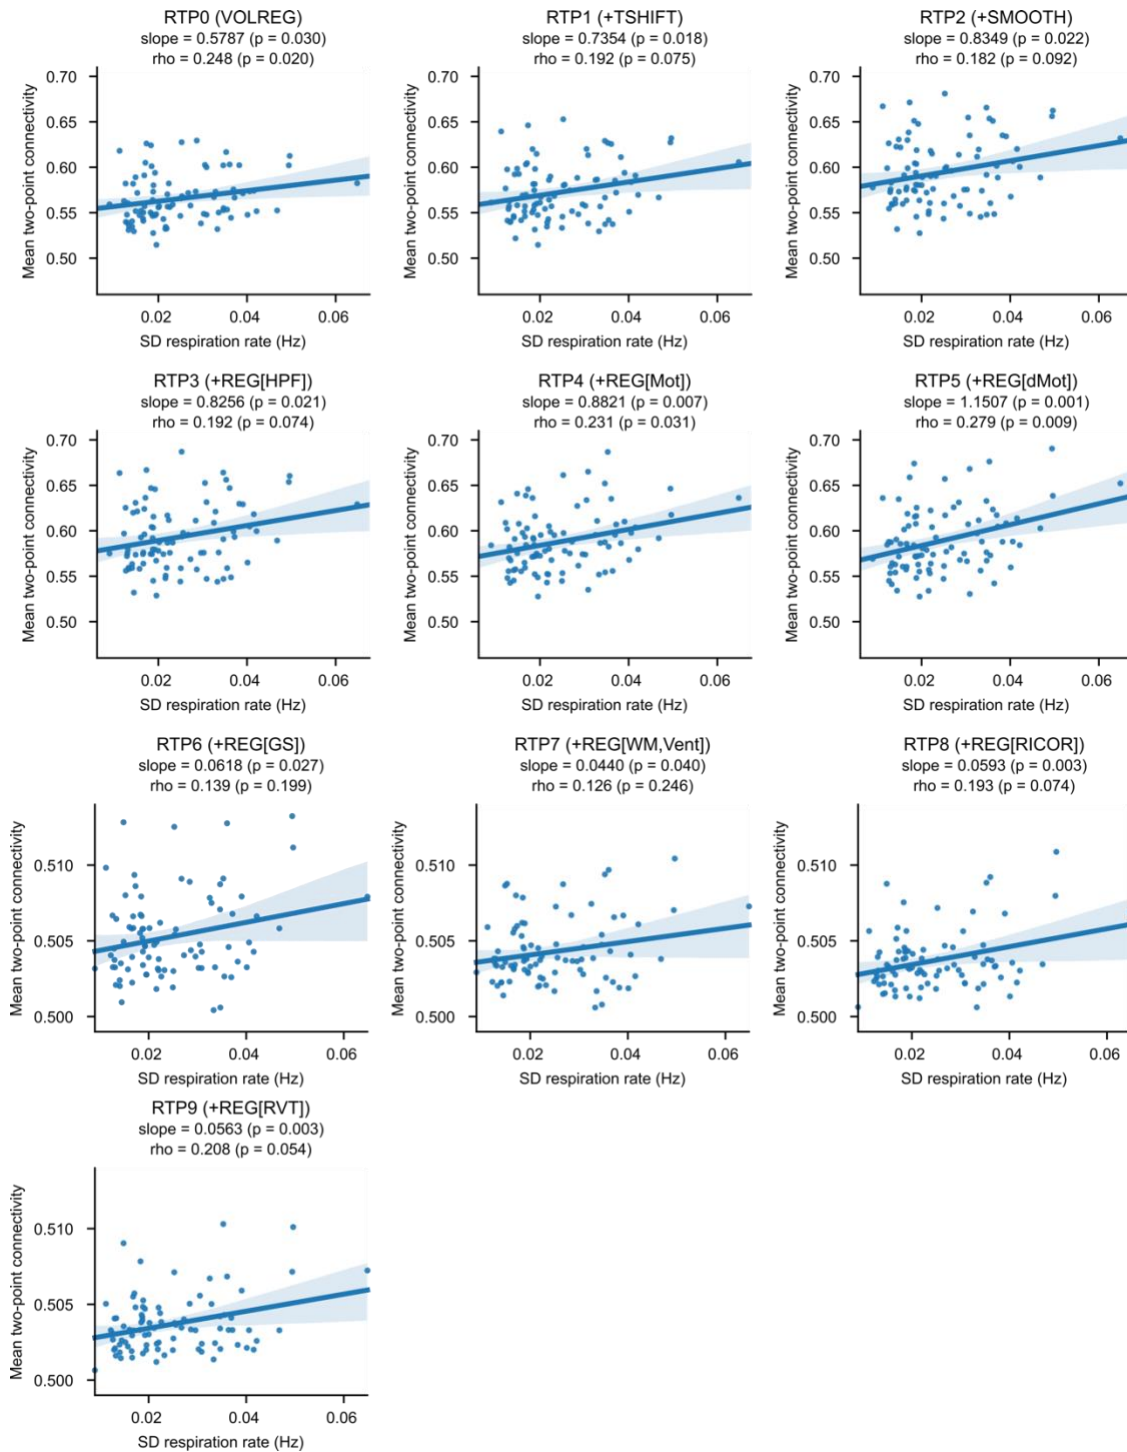 RTP0 (VOLREG)
slope = 0.5787 (p = 0.030)
rho = 0.248 (p = 0.020)
0.70
0.65
0.60
0.55
0.50
Mean two-point connectivity
0.02
0.04
0.06
SD respiration rate (Hz)
RTP1 (+TSHIFT)
slope = 0.7354 (p = 0.018)
rho = 0.192 (p = 0.075)
0.70
0.65
0.60
0.55
0.50
Mean two-point connectivity
0.02
0.04
0.06
SD respiration rate (Hz)
RTP2 (+SMOOTH)
slope = 0.8349 (p = 0.022)
rho = 0.182 (p = 0.092)
0.70
0.65
0.60
0.55
0.50
Mean two-point connectivity
0.02
0.04
0.06
SD respiration rate (Hz)
RTP3 (+REG[HPF])
slope = 0.8256 (p = 0.021)
rho = 0.192 (p = 0.074)
0.70
0.65
0.60
0.55
0.50
Mean two-point connectivity
0.02
0.04
0.06
SD respiration rate (Hz)
RTP4 (+REG[Mot])
slope = 0.8821 (p = 0.007)
rho = 0.231 (p = 0.031)
0.70
0.65
0.60
0.55
0.50
Mean two-point connectivity
0.02
0.04
0.06
SD respiration rate (Hz)
RTP5 (+REG[dMot])
slope = 1.1507 (p = 0.001)
rho = 0.279 (p = 0.009)
0.70
0.65
0.60
0.55
0.50
Mean two-point connectivity
0.02
0.04
0.06
SD respiration rate (Hz)
RTP6 (+REG[GS])
slope = 0.0618 (p = 0.027)
rho = 0.139 (p = 0.199)
0.510
0.505
0.500
Mean two-point connectivity
0.02
0.04
0.06
SD respiration rate (Hz)
RTP7 (+REG[WM,Vent])
slope = 0.0440 (p = 0.040)
rho = 0.126 (p = 0.246)
0.510
0.505
0.500
Mean two-point connectivity
0.02
0.04
0.06
SD respiration rate (Hz)
RTP8 (+REG[RICOR])
slope = 0.0593 (p = 0.003)
rho = 0.193 (p = 0.074)
0.510
0.505
0.500
Mean two-point connectivity
0.02
0.04
0.06
SD respiration rate (Hz)
RTP9 (+REG[RVT])
slope = 0.0563 (p = 0.003)
rho = 0.208 (p = 0.054)
0.510
0.505
0.500
Mean two-point connectivity
0.02
0.04
0.06
SD respiration rate (Hz)